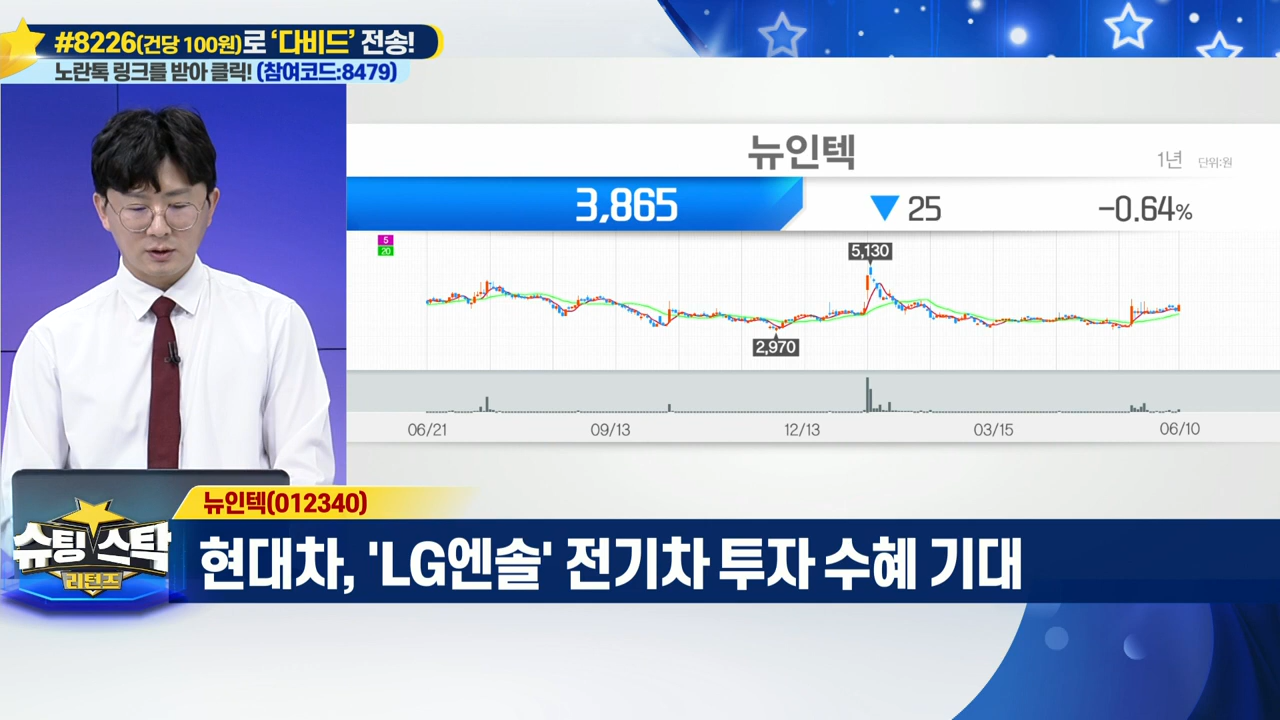 #8226(건당 100원)로 '다비드' 전송!
노란톡 링크를 받아 클릭! (참여코드:8479)
뉴인텍
1년 단위:원
3,865 ▼ 25 -0.64%
5
20
5,130
2,970
06/21 09/13 12/13 03/15 06/10
뉴인텍(012340)
슈팅스탁
리턴즈
현대차, 'LG엔솔' 전기차 투자 수혜 기대